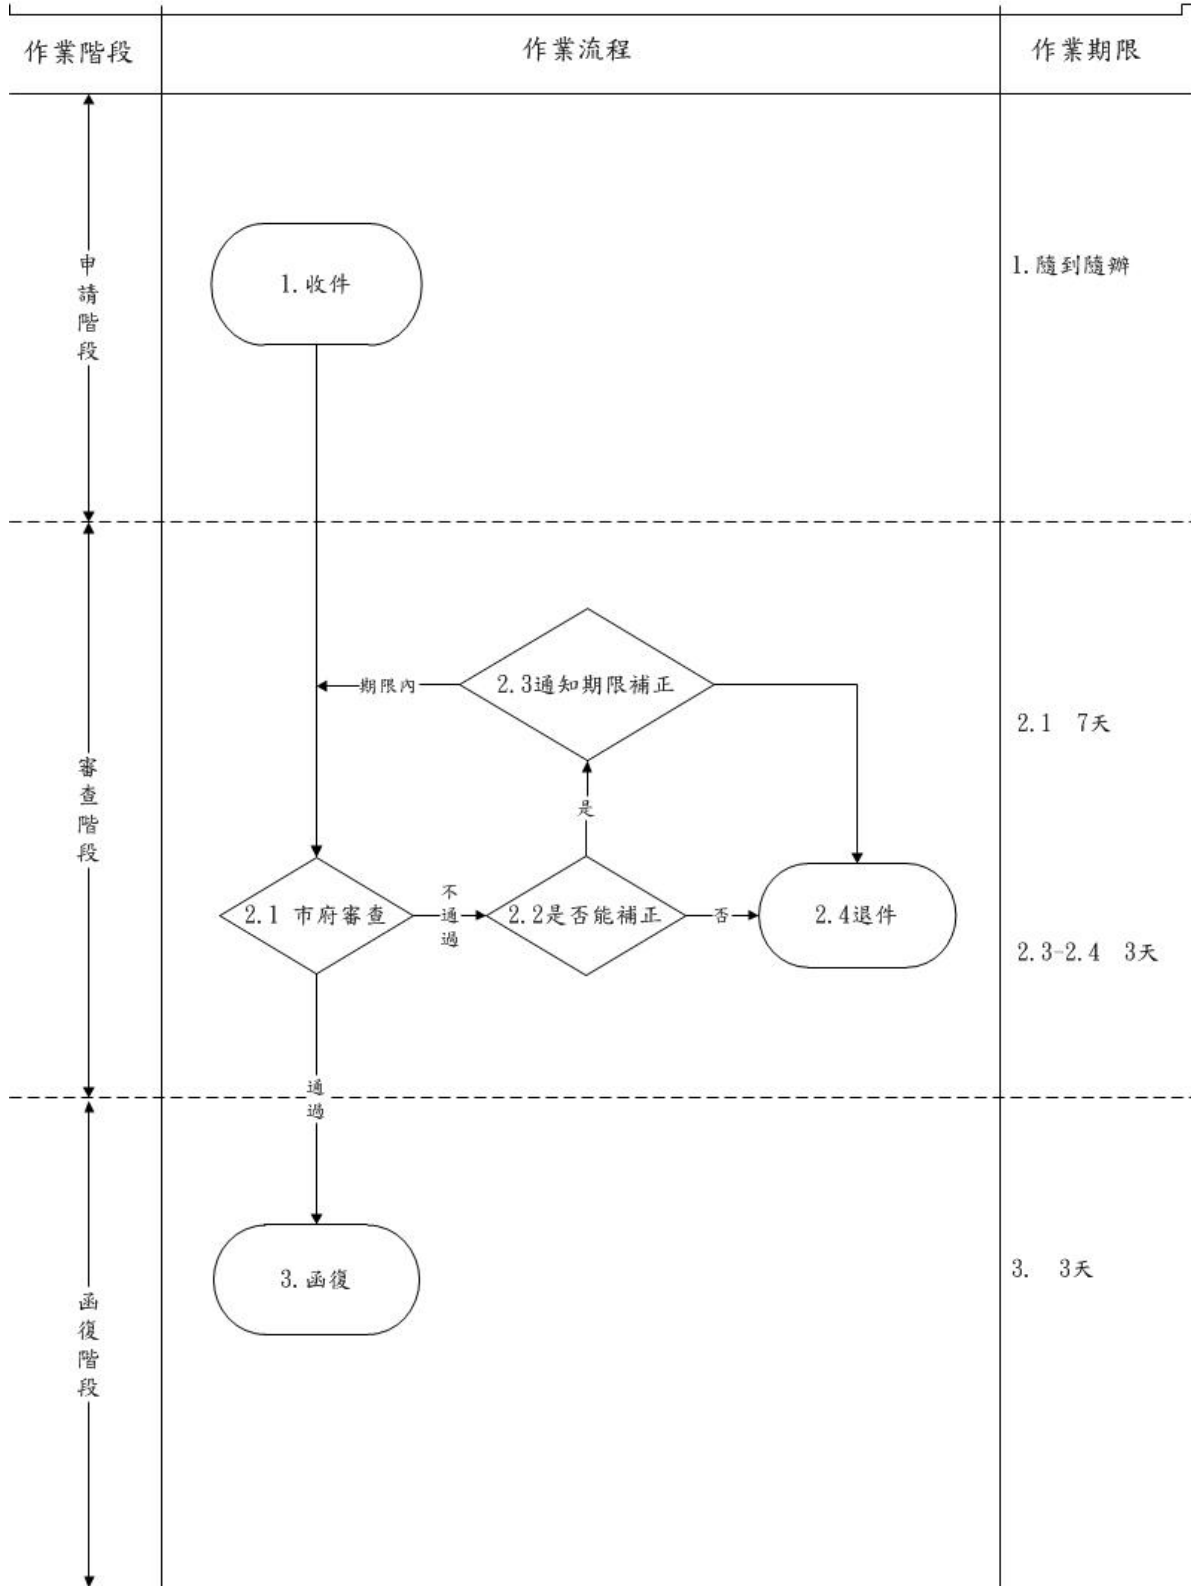 作業階段
作業流程
作業期限
申請階段
1.收件
1.隨到隨辦
審查階段
2.3通知期限補正
期限內
2.1 7天
是
2.1 市府審查
不通過
2.2是否能補正
否
2.4退件
2.3-2.4 3天
通過
函復階段
3.函復
3. 3天